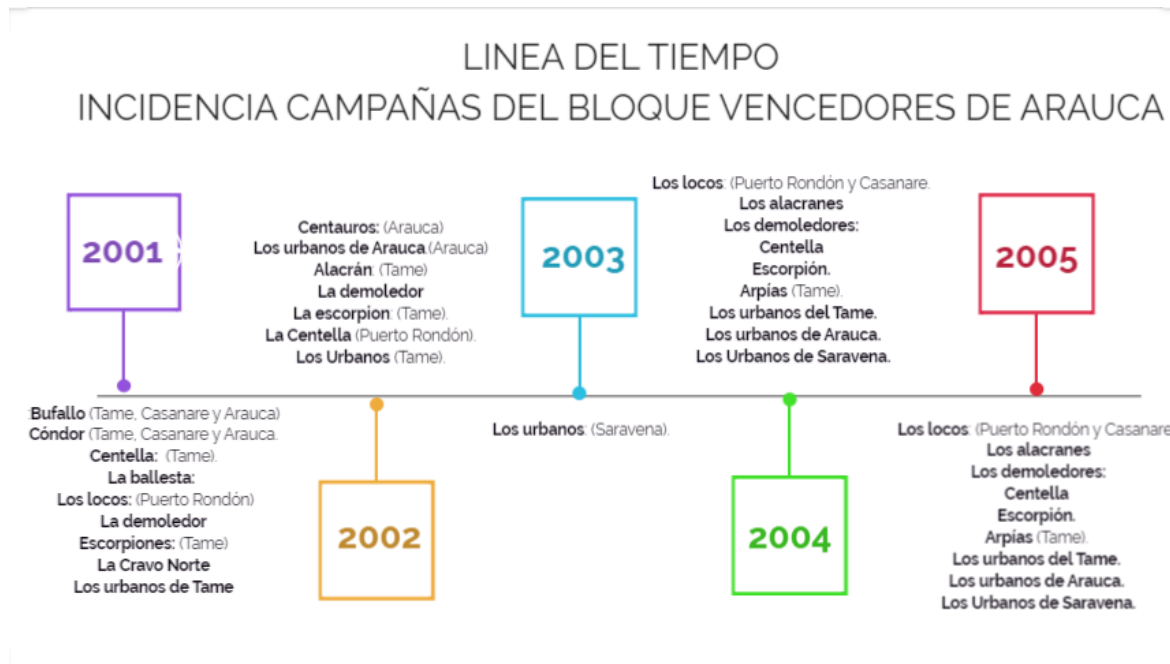 LINEA DEL TIEMPO
INCIDENCIA CAMPAÑAS DEL BLOQUE VENCEDORES DE ARAUCA
2001
Bufallo (Tame, Casanare y Arauca)
Cóndor (Tame, Casanare y Arauca.
Centella: (Tame).
La ballesta:
Los locos: (Puerto Rondón)
La demoledor
Escorpiones: (Tame)
La Cravo Norte
Los urbanos de Tame
Centauros: (Arauca)
Los urbanos de Arauca (Arauca)
Alacrán: (Tame)
La demoledor
La escorpion: (Tame).
La Centella (Puerto Rondón).
Los Urbanos (Tame).
2002
2003
Los urbanos: (Saravena).
Los locos: (Puerto Rondón y Casanare.
Los alacranes
Los demoledores:
Centella
Escorpión.
Arpías (Tame).
Los urbanos del Tame.
Los urbanos de Arauca.
Los Urbanos de Saravena.
2004
2005
Los locos: (Puerto Rondón y Casanare
Los alacranes
Los demoledores:
Centella
Escorpión.
Arpías (Tame).
Los urbanos del Tame.
Los urbanos de Arauca.
Los Urbanos de Saravena.